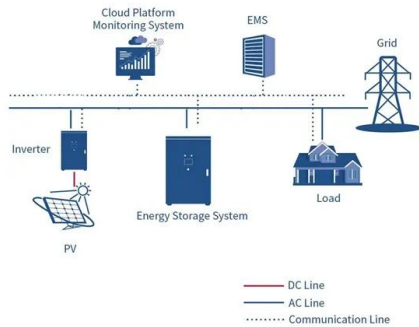 Cloud Platform
Monitoring System
EMS
Grid
Inverter
Energy Storage System
Load
PV
DC Line
AC Line
Communication Line